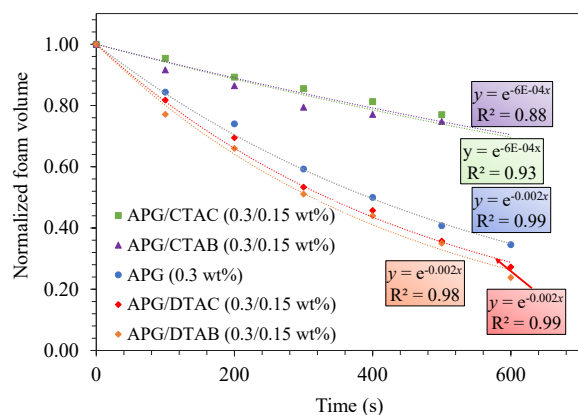 1.00
0.80
0.60
0.40
0.20
0.00
Normalized foam volume
y = e-6E-04x
R² = 0.88
y = e-6E-04x
R² = 0.93
y = e-0.002x
R² = 0.99
y = e-0.002x
R² = 0.98
y = e-0.002x
R² = 0.99
APG/CTAC (0.3/0.15 wt%)
APG/CTAB (0.3/0.15 wt%)
APG (0.3 wt%)
APG/DTAC (0.3/0.15 wt%)
APG/DTAB (0.3/0.15 wt%)
0 200 400 600
Time (s)